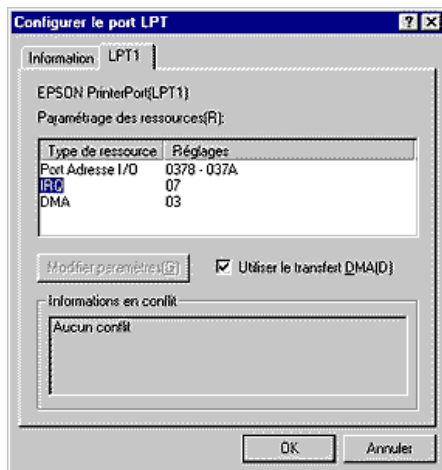 Configurer le port LPT
Information LPT1
EPSON PrinterPort(LPT1)
Paramétrage des ressources(R):
Type de ressource Réglages
Port Adresse I/O 0378 - 037A
IRQ 07
DMA 03
Modifier paramètres(G) Utiliser le transfert DMA(D)
Informations en conflit
Aucun conflit
OK Annuler